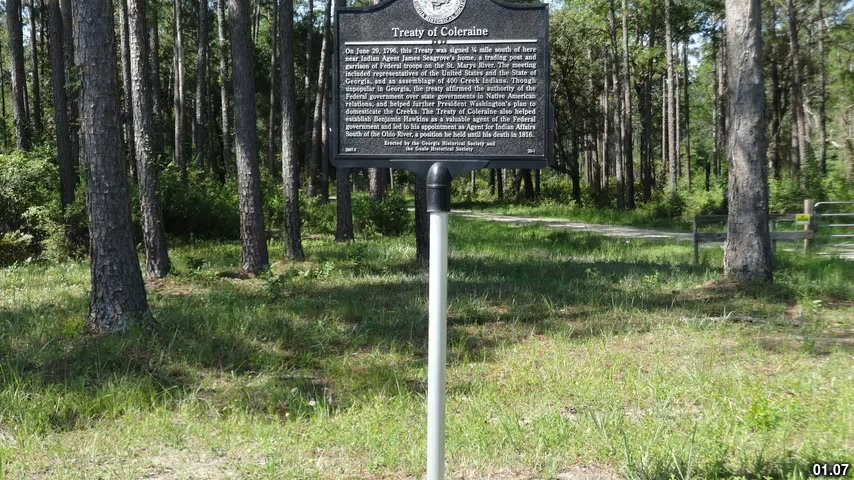 Treaty of Coleraine
On June 29, 1796, this Treaty was signed ¼ mile south of here
near Indian Agent James Seagrove's home, a trading post and
garrison of Federal troops on the St. Marys River. The meeting
included representatives of the United States and the State of
Georgia, and an assemblage of 400 Creek Indians. Though
unpopular in Georgia, the treaty affirmed the authority of the
Federal government over state governments in Native American
relations, and helped further President Washington's plan to
domesticate the Creeks. The Treaty of Coleraine also helped
establish Benjamin Hawkins as a valuable agent of the Federal
government and led to his appointment as Agent for Indian Affairs
South of the Ohio River, a position he held until his death in 1816.
Erected by the Georgia Historical Society and
the Guale Historical Society
20-1
01.07